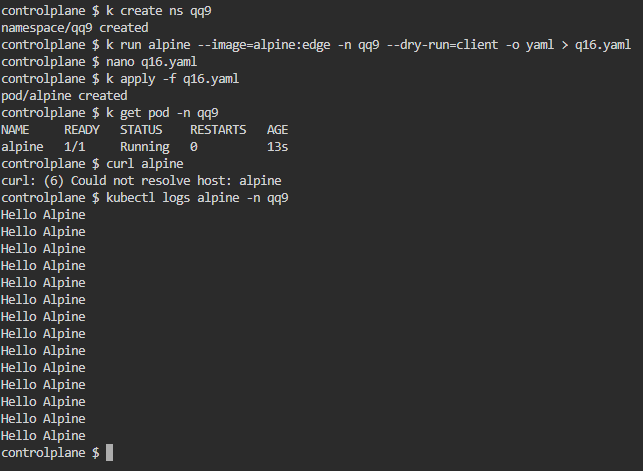 controlplane $ k create ns qq9
namespace/qq9 created
controlplane $ k run alpine --image=alpine:edge -n qq9 --dry-run=client -o yaml > q16.yaml
controlplane $ nano q16.yaml
controlplane $ k apply -f q16.yaml
pod/alpine created
controlplane $ k get pod -n qq9
NAME     READY   STATUS    RESTARTS   AGE
alpine   1/1     Running   0          13s
controlplane $ curl alpine
curl: (6) Could not resolve host: alpine
controlplane $ kubectl logs alpine -n qq9
Hello Alpine
Hello Alpine
Hello Alpine
Hello Alpine
Hello Alpine
Hello Alpine
Hello Alpine
Hello Alpine
Hello Alpine
Hello Alpine
Hello Alpine
Hello Alpine
Hello Alpine
Hello Alpine
controlplane $